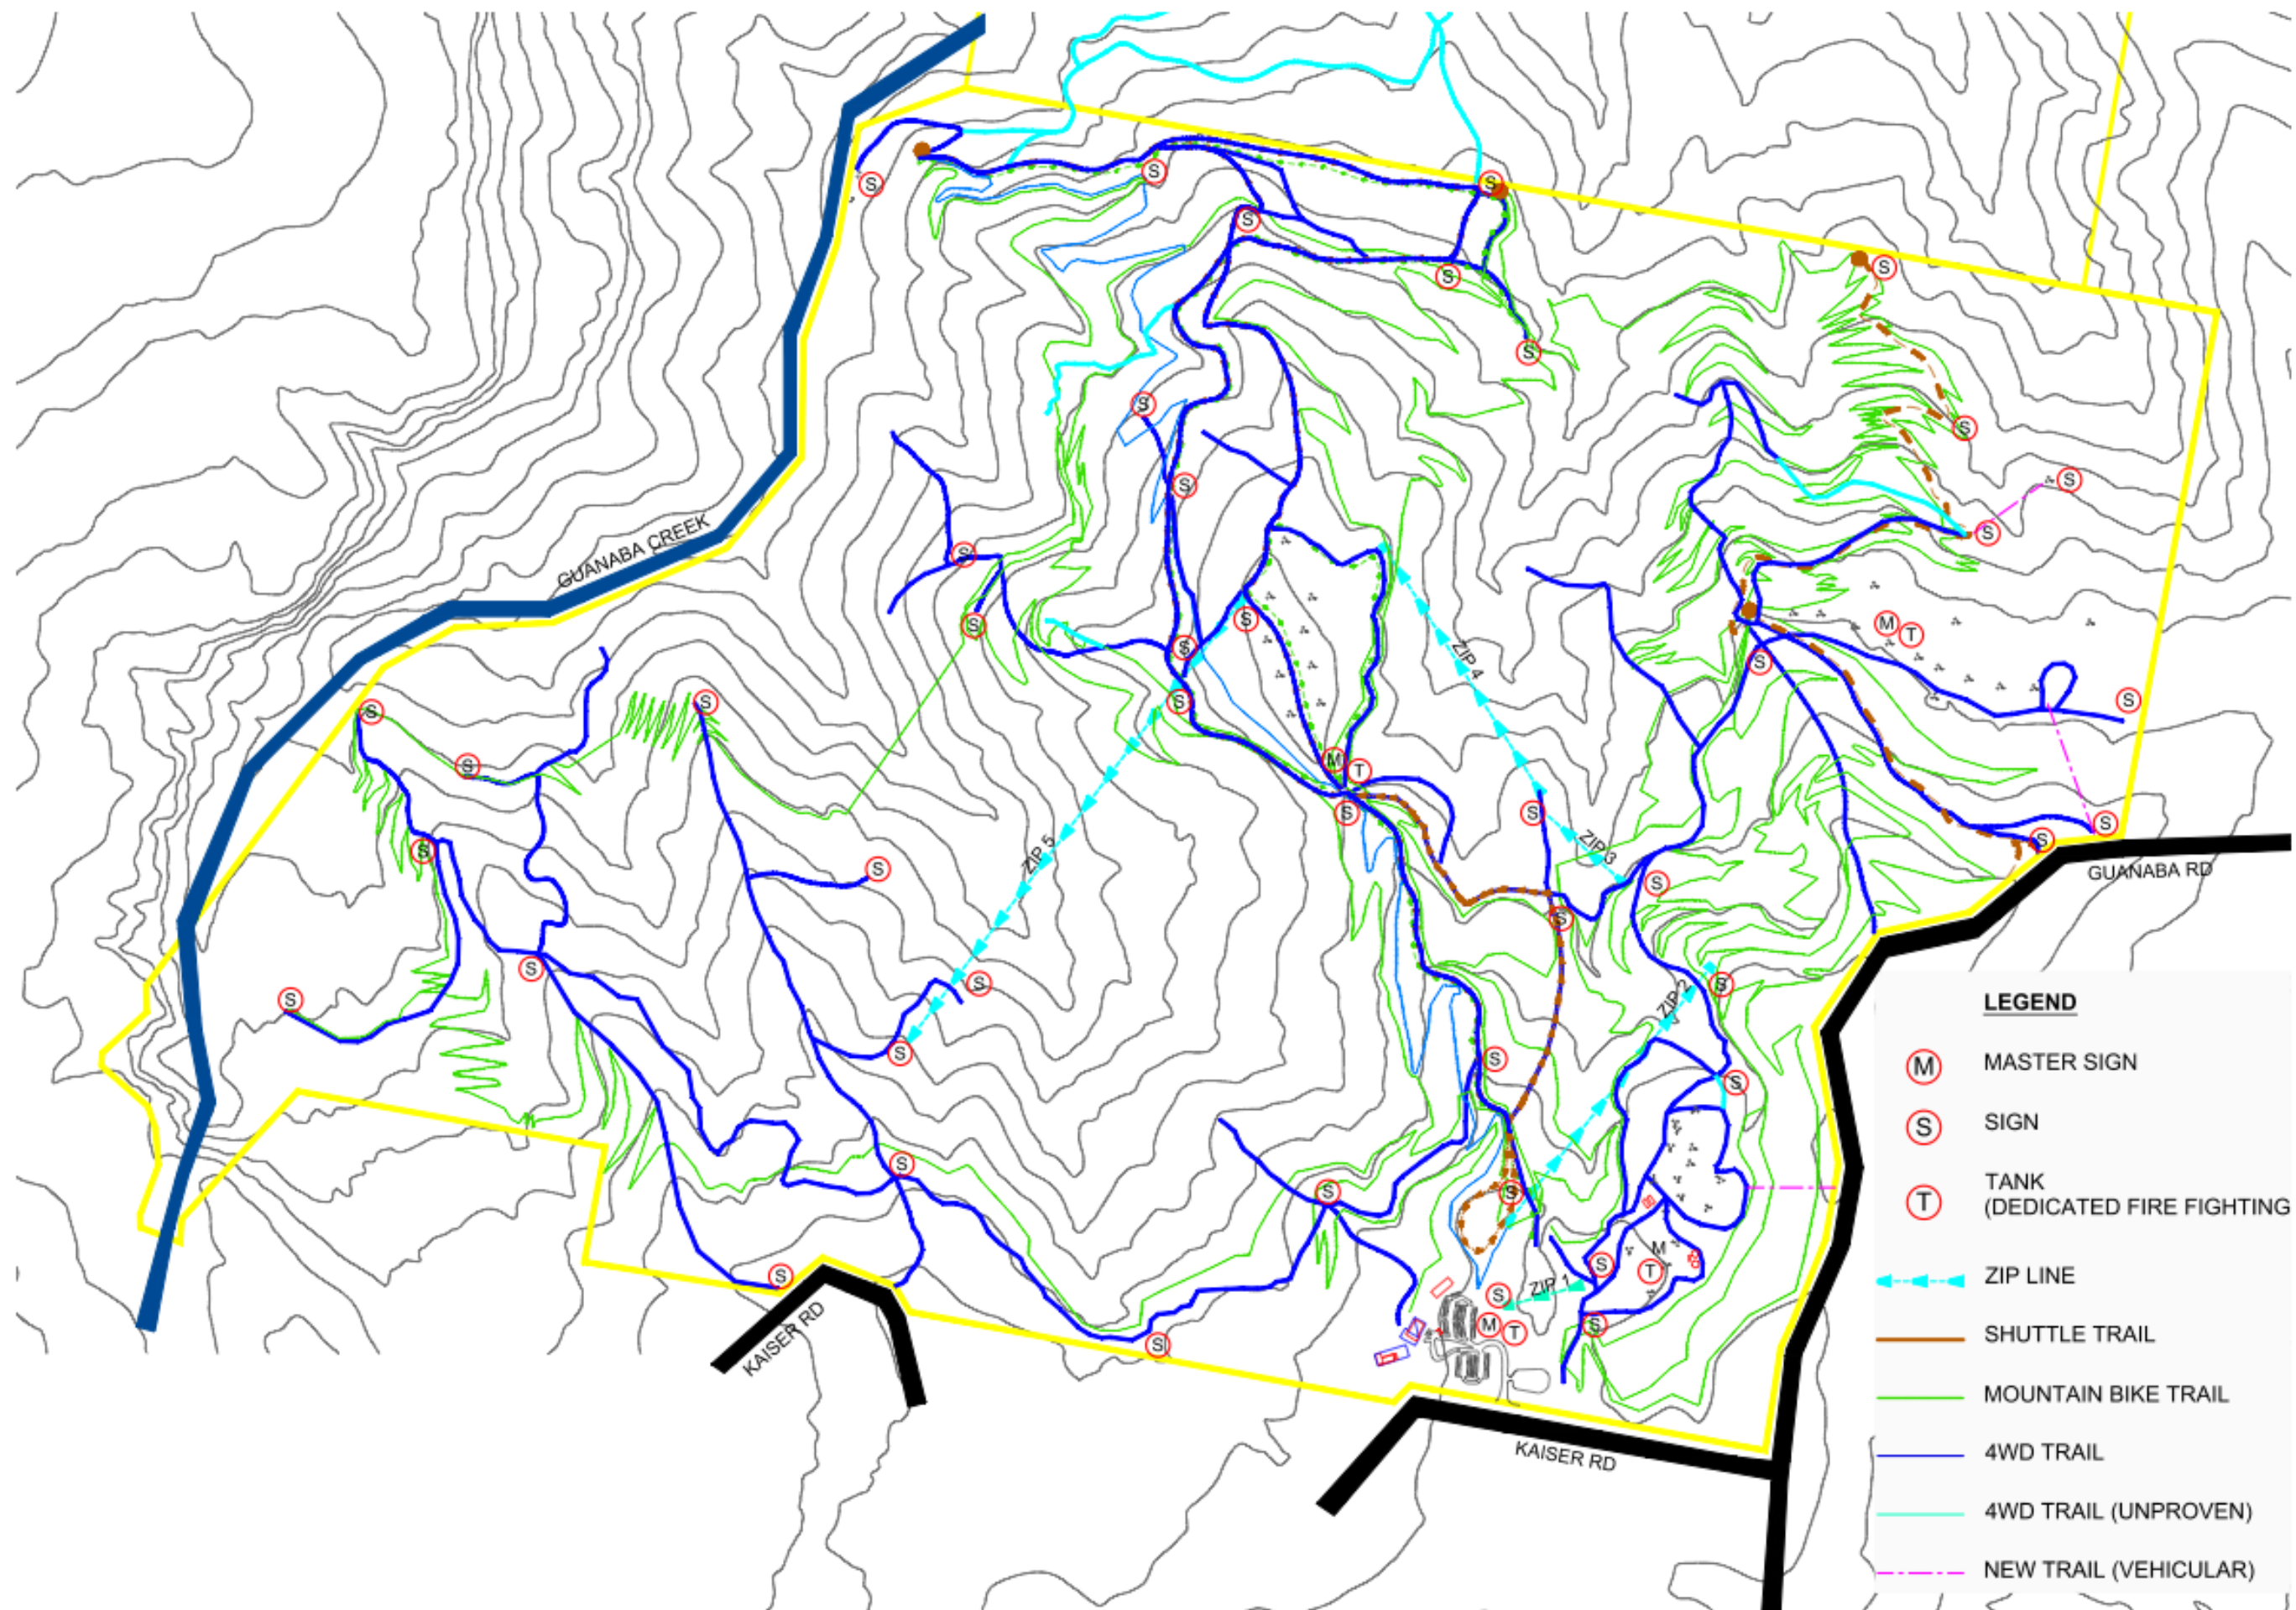 S
S
S
S
S
S
S
S
S
S
GUANABA CREEK
S
S
S
S
M
T
S
S
S
S
ZIP 4
S
S
S
S
S
M
T
S
S
S
S
S
ZIP 3
ZIP 5
S
GUANABA RD
S
S
S
S
S
S
ZIP 2
S
S
S
S
S
S
S
S
M
T
S
ZIP 1
S
M
T
S
S
KAISER RD
KAISER RD
LEGEND
M MASTER SIGN
S SIGN
T TANK
(DEDICATED FIRE FIGHTING
ZIP LINE
SHUTTLE TRAIL
MOUNTAIN BIKE TRAIL
4WD TRAIL
4WD TRAIL (UNPROVEN)
NEW TRAIL (VEHICULAR)